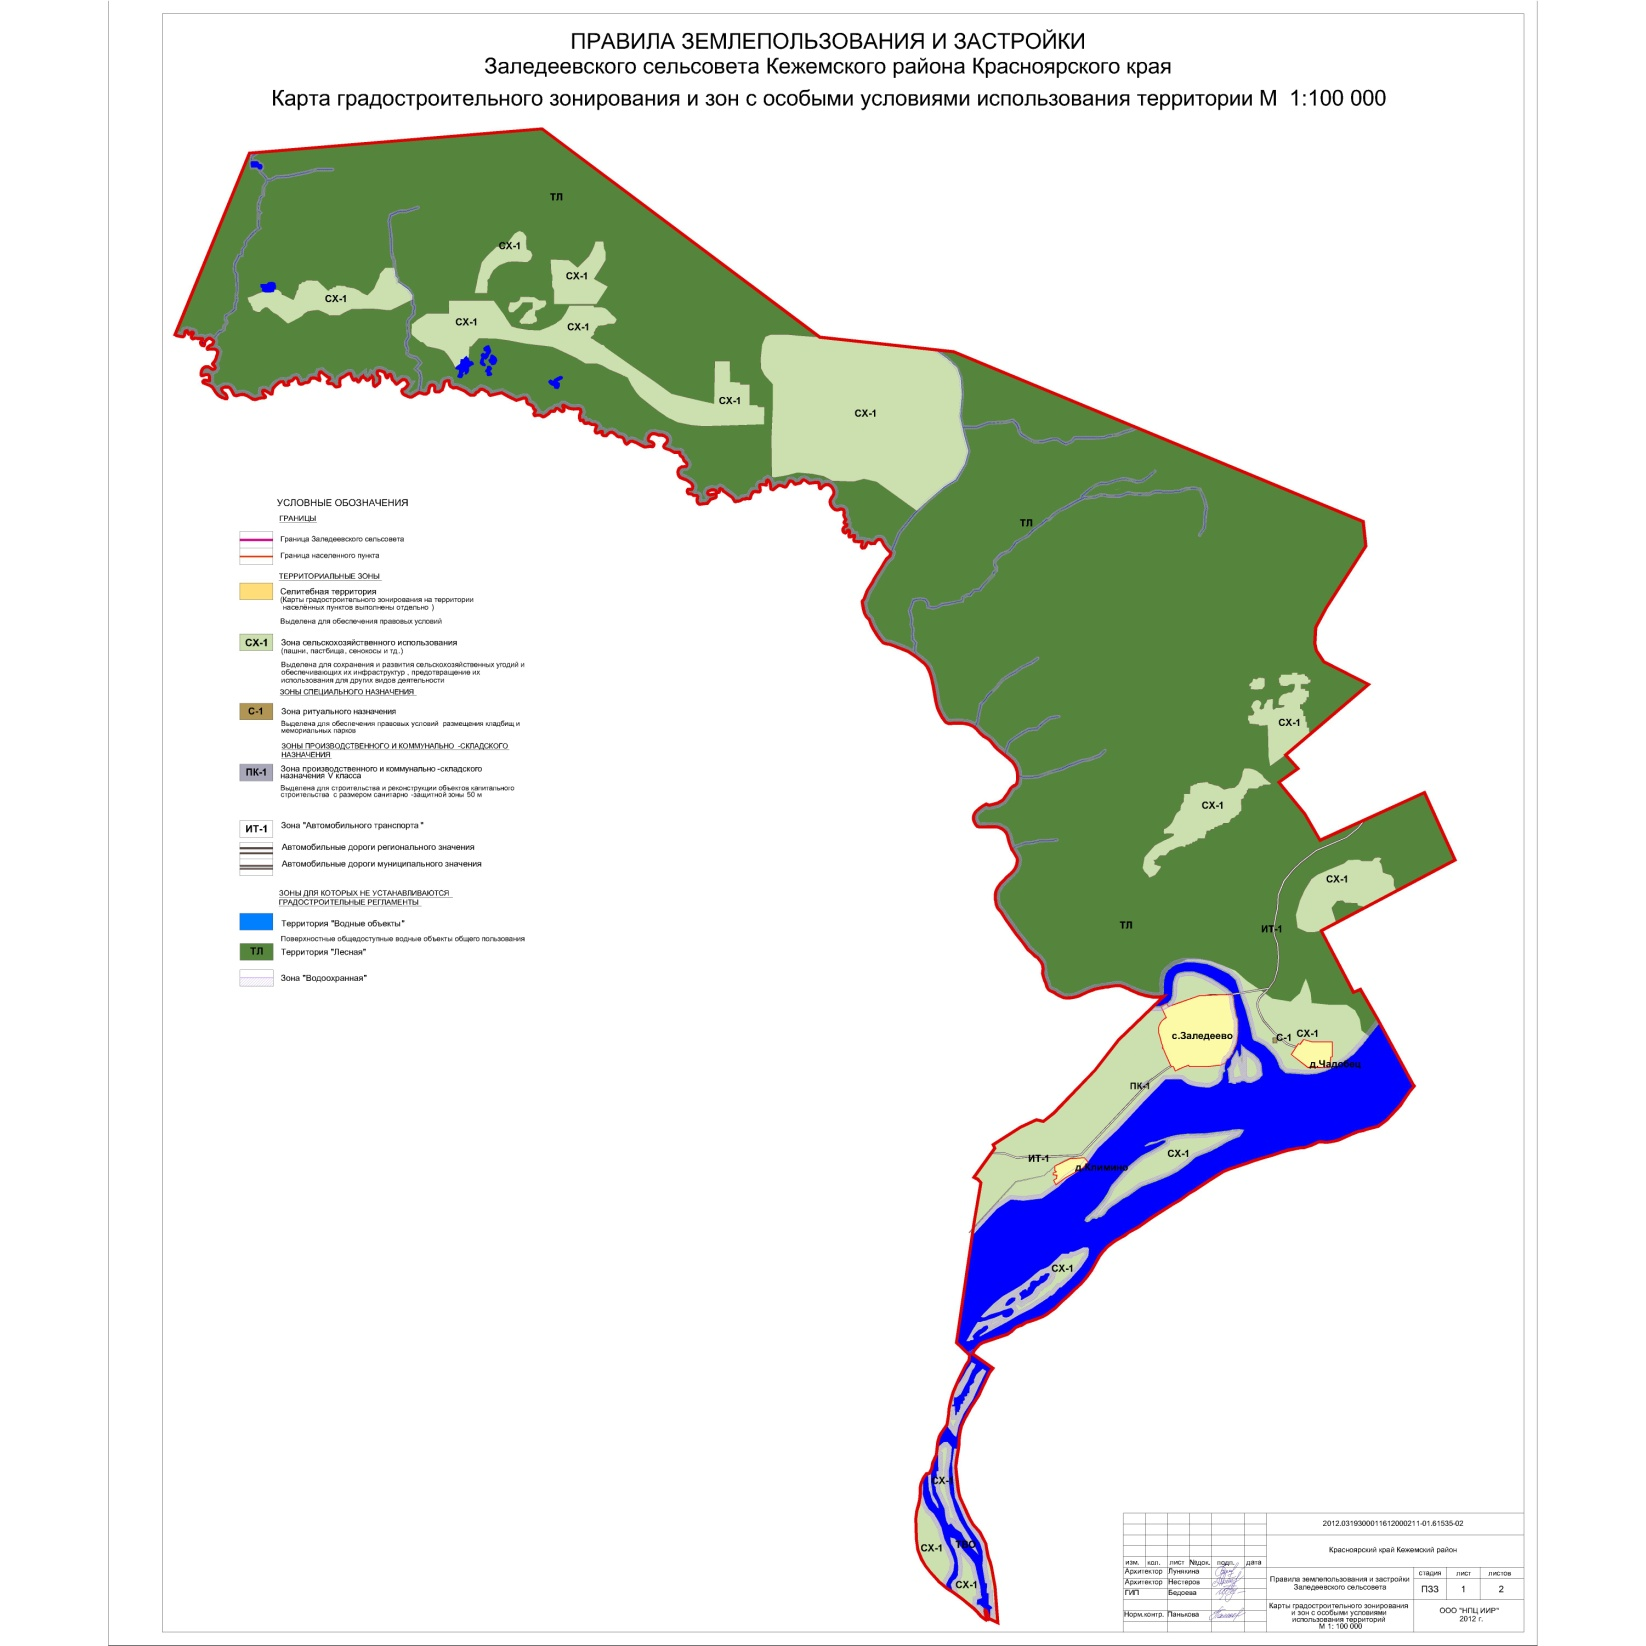 ПРАВИЛА ЗЕМЛЕПОЛЬЗОВАНИЯ И ЗАСТРОЙКИ
Заледеевского сельсовета Кежемского района Красноярского края
Карта градостроительного зонирования и зон с особыми условиями использования территории М 1:100 000
ТЛ
СХ-1
СХ-1
СХ-1
СХ-1
СХ-1
СХ-1
СХ-1
ТЛ
СХ-1
СХ-1
СХ-1
ТЛ
ИТ-1
с.Заледеево
С-1
СХ-1
д.Чадобец
ПК-1
СХ-1
ИТ-1
СХ-1
СХ-
СХ-1
СХ-1
УСЛОВНЫЕ ОБОЗНАЧЕНИЯ
ГРАНИЦЫ
Граница Заледеевского сельсовета
Граница населенного пункта
ТЕРРИТОРИАЛЬНЫЕ ЗОНЫ
Селитебная территория
(Карты градостроительного зонирования на территории
населённых пунктов выполнены отдельно )
Выделена для обеспечения правовых условий
СХ-1 Зона сельскохозяйственного использования
(пашни, пастбища, сенокосы и тд.)
Выделена для сохранения и развития сельскохозяйственных угодий и
обеспечивающих их инфраструктур , предотвращение их
использования для других видов деятельности
ЗОНЫ СПЕЦИАЛЬНОГО НАЗНАЧЕНИЯ
С-1 Зона ритуального назначения
Выделена для обеспечения правовых условий размещения кладбищ и
мемориальных парков
ЗОНЫ ПРОИЗВОДСТВЕННОГО И КОММУНАЛЬНО -СКЛАДСКОГО
НАЗНАЧЕНИЯ
ПК-1 Зона производственного и коммунально -складского
назначения V класса
Выделена для строительства и реконструкции объектов капитального
строительства с размером санитарно -защитной зоны 50 м
ИТ-1 Зона "Автомобильного транспорта "
Автомобильные дороги регионального значения
Автомобильные дороги муниципального значения
ЗОНЫ ДЛЯ КОТОРЫХ НЕ УСТАНАВЛИВАЮТСЯ
ГРАДОСТРОИТЕЛЬНЫЕ РЕГЛАМЕНТЫ
Территория "Водные объекты"
Поверхностные общедоступные водные объекты общего пользования
ТЛ Территория "Лесная"
Зона "Водоохранная"
2012.0319300011612000211-01.61535-02
Красноярский край Кежемский район
изм. кол. лист №док. подп. дата
Архитектор Лунякина
Архитектор Нестеров
ГИП Бедоева
Норм.контр. Панькова
Правила землепользования и застройки
Заледеевского сельсовета
стадия лист листов
ПЗЗ 1 2
Карты градостроительного зонирования
и зон с особыми условиями
использования территорий
М 1: 100 000
ООО "НПЦ ИИР"
2012 г.